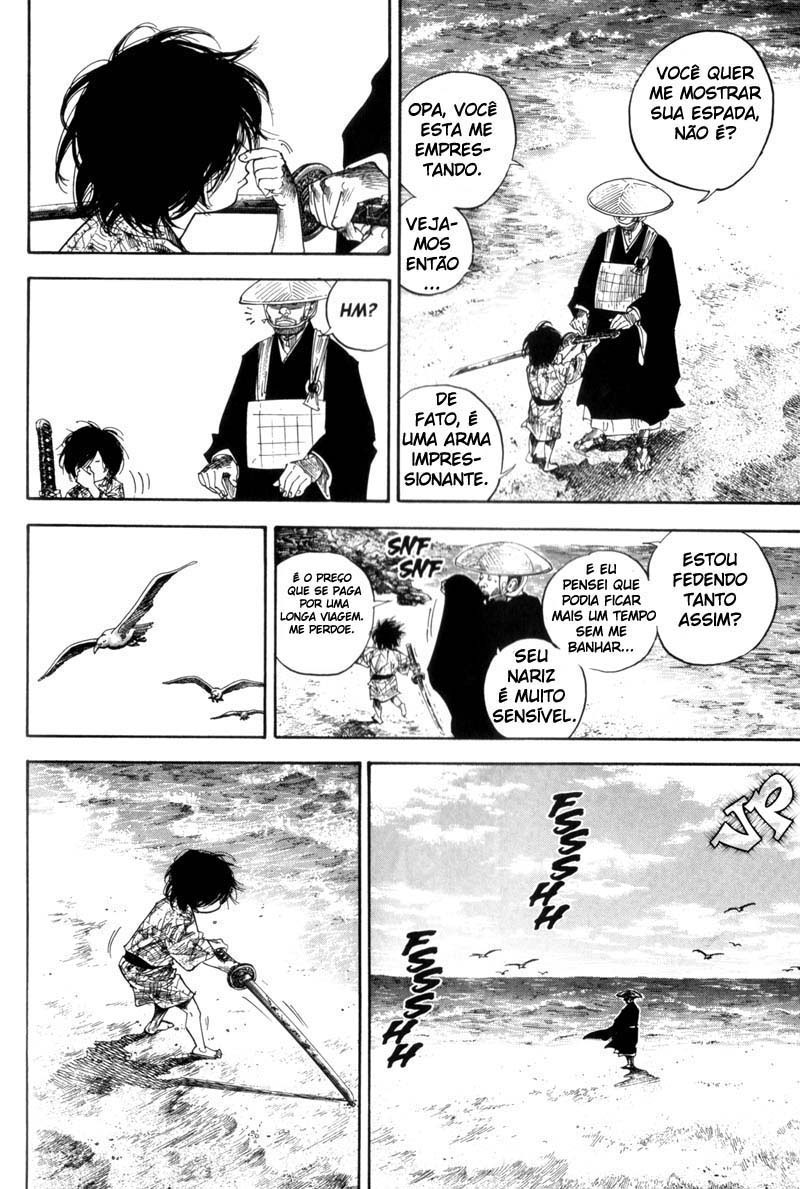 VOCÊ QUER
ME MOSTRAR
SUA ESPADA,
NÃO É?
OPA, VOCÊ
ESTA ME
EMPRES-
TANDO.
VEJA-
MOS
ENTÃO
...
DE
FATO, É
UMA ARMA
IMPRES-
SIONANTE.
HM?
ESTOU
FEDENDO
TANTO
ASSIM?
E EU
PENSEI QUE
PODIA FICAR
MAIS UM TEMPO
SEM ME
BANHAR...
SEU
NARIZ
É MUITO
SENSÍVEL.
SNF
SNF
É O PREÇO
QUE SE PAGA
POR UMA
LONGA VIAGEM.
ME PERDOE.
FSSSHH
FSSSHH